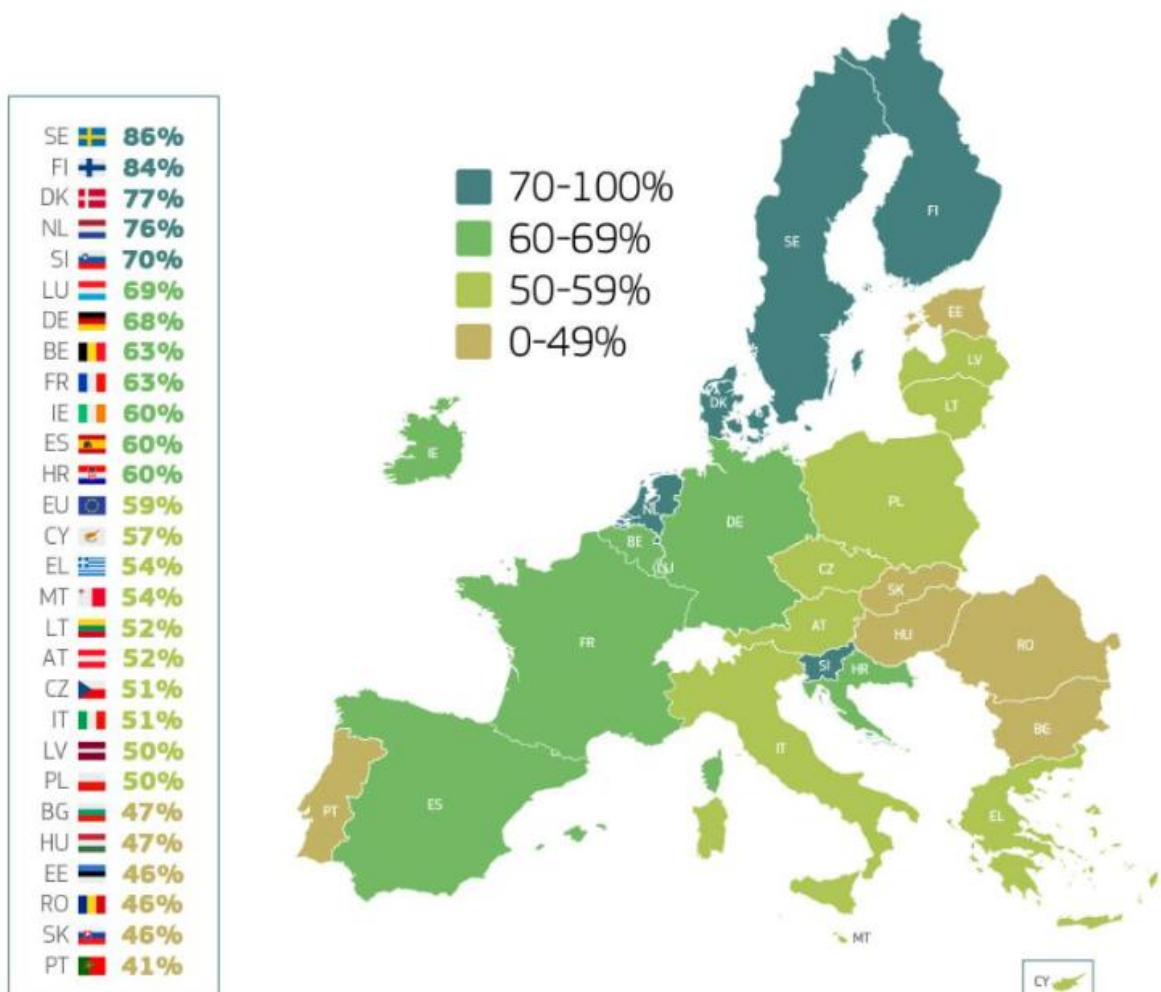 SE 86%
FI 84%
DK 77%
NL 76%
SI 70%
LU 69%
DE 68%
BE 63%
FR 63%
IE 60%
ES 60%
HR 60%
EU 59%
CY 57%
EL 54%
MT 54%
LT 52%
AT 52%
CZ 51%
IT 51%
LV 50%
PL 50%
BG 47%
HU 47%
EE 46%
RO 46%
SK 46%
PT 41%
70-100%
60-69%
50-59%
0-49%
FI
SE
EE
LV
LT
DK
IE
NL
PL
DE
BE
LU
CZ
SK
AT
HU
FR
RO
SI
HR
BG
IT
ES
PT
EL
MT
CY